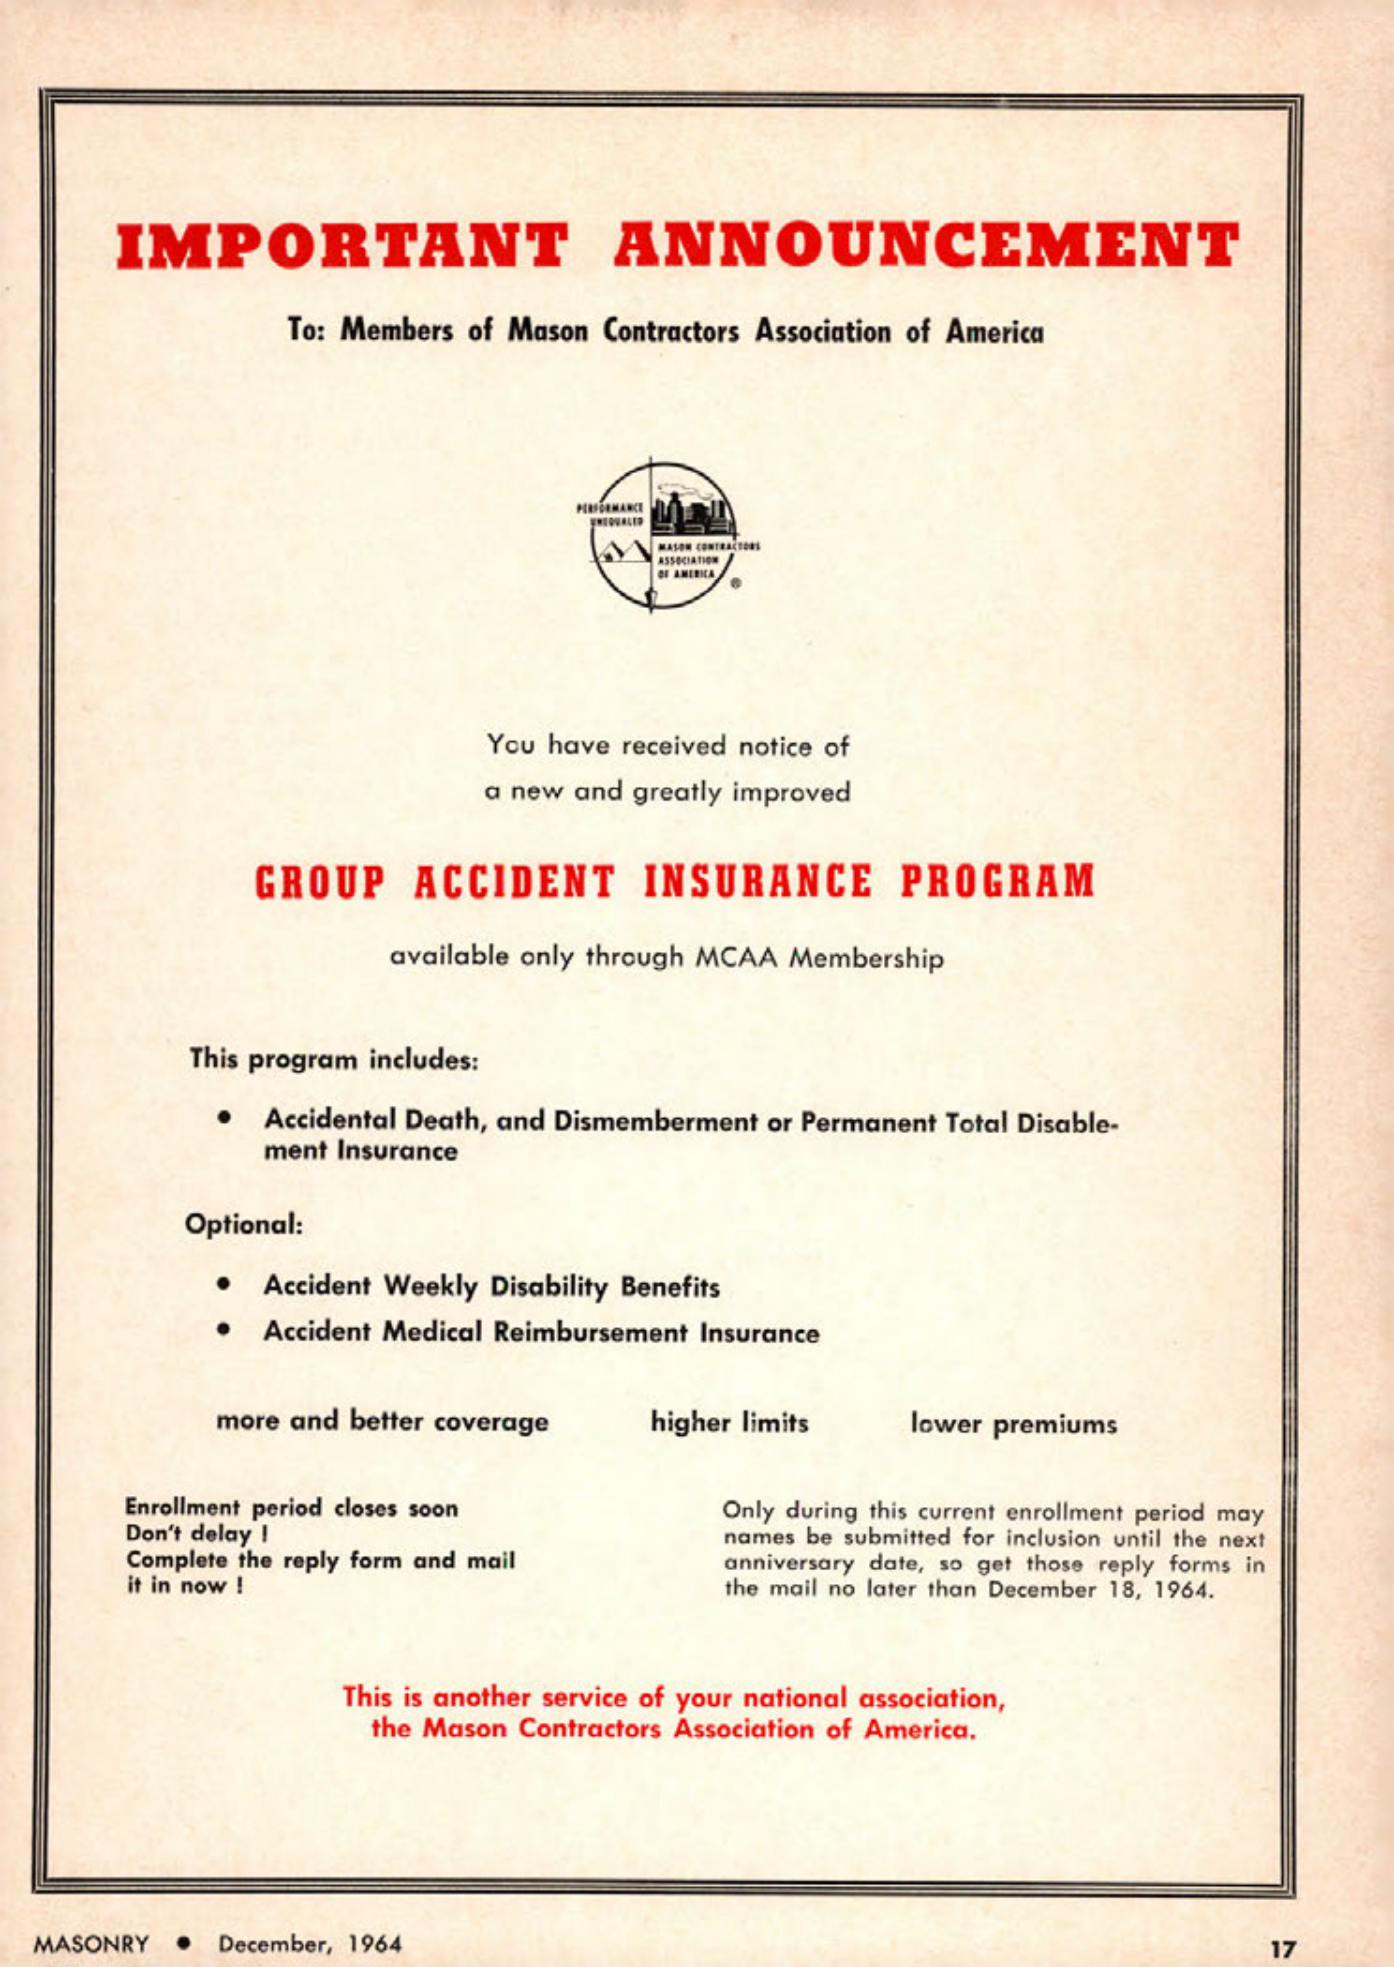 IMPORTANT ANNOUNCEMENT
To: Members of Mason Contractors Association of America
PERFORMANCE
UNEQUALED
MASON CONTRACTORS
ASSOCIATION
OF AMERICA
®
You have received notice of
a new and greatly improved
GROUP ACCIDENT INSURANCE PROGRAM
available only through MCAA Membership
This program includes:
● Accidental Death, and Dismemberment or Permanent Total Disable-
ment Insurance
Optional:
● Accident Weekly Disability Benefits
● Accident Medical Reimbursement Insurance
more and better coverage higher limits lower premiums
Enrollment period closes soon
Don't delay !
Complete the reply form and mail
it in now !
Only during this current enrollment period may
names be submitted for inclusion until the next
anniversary date, so get those reply forms in
the mail no later than December 18, 1964.
This is another service of your national association,
the Mason Contractors Association of America.
MASONRY ● December, 1964
17